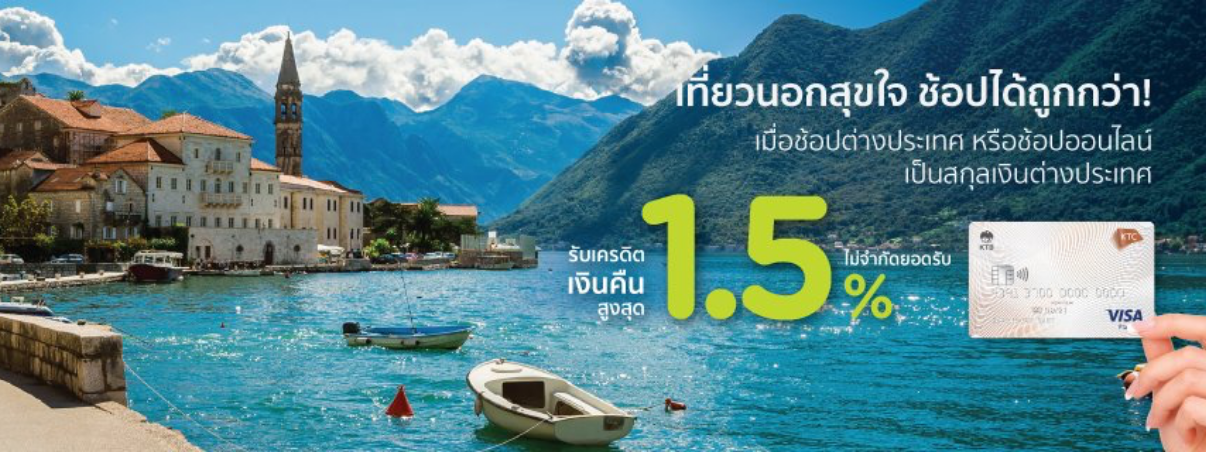 เที่ยวนอกสุขใจ ช้อปได้ถูกกว่า!
เมื่อช้อปต่างประเทศ หรือช้อปออนไลน์
เป็นสกุลเงินต่างประเทศ
รับเครดิต
เงินคืน
สูงสุด
1.5%
ไม่จำกัดยอดรับ
KTB
KTC
3700 0000 0000
VISA